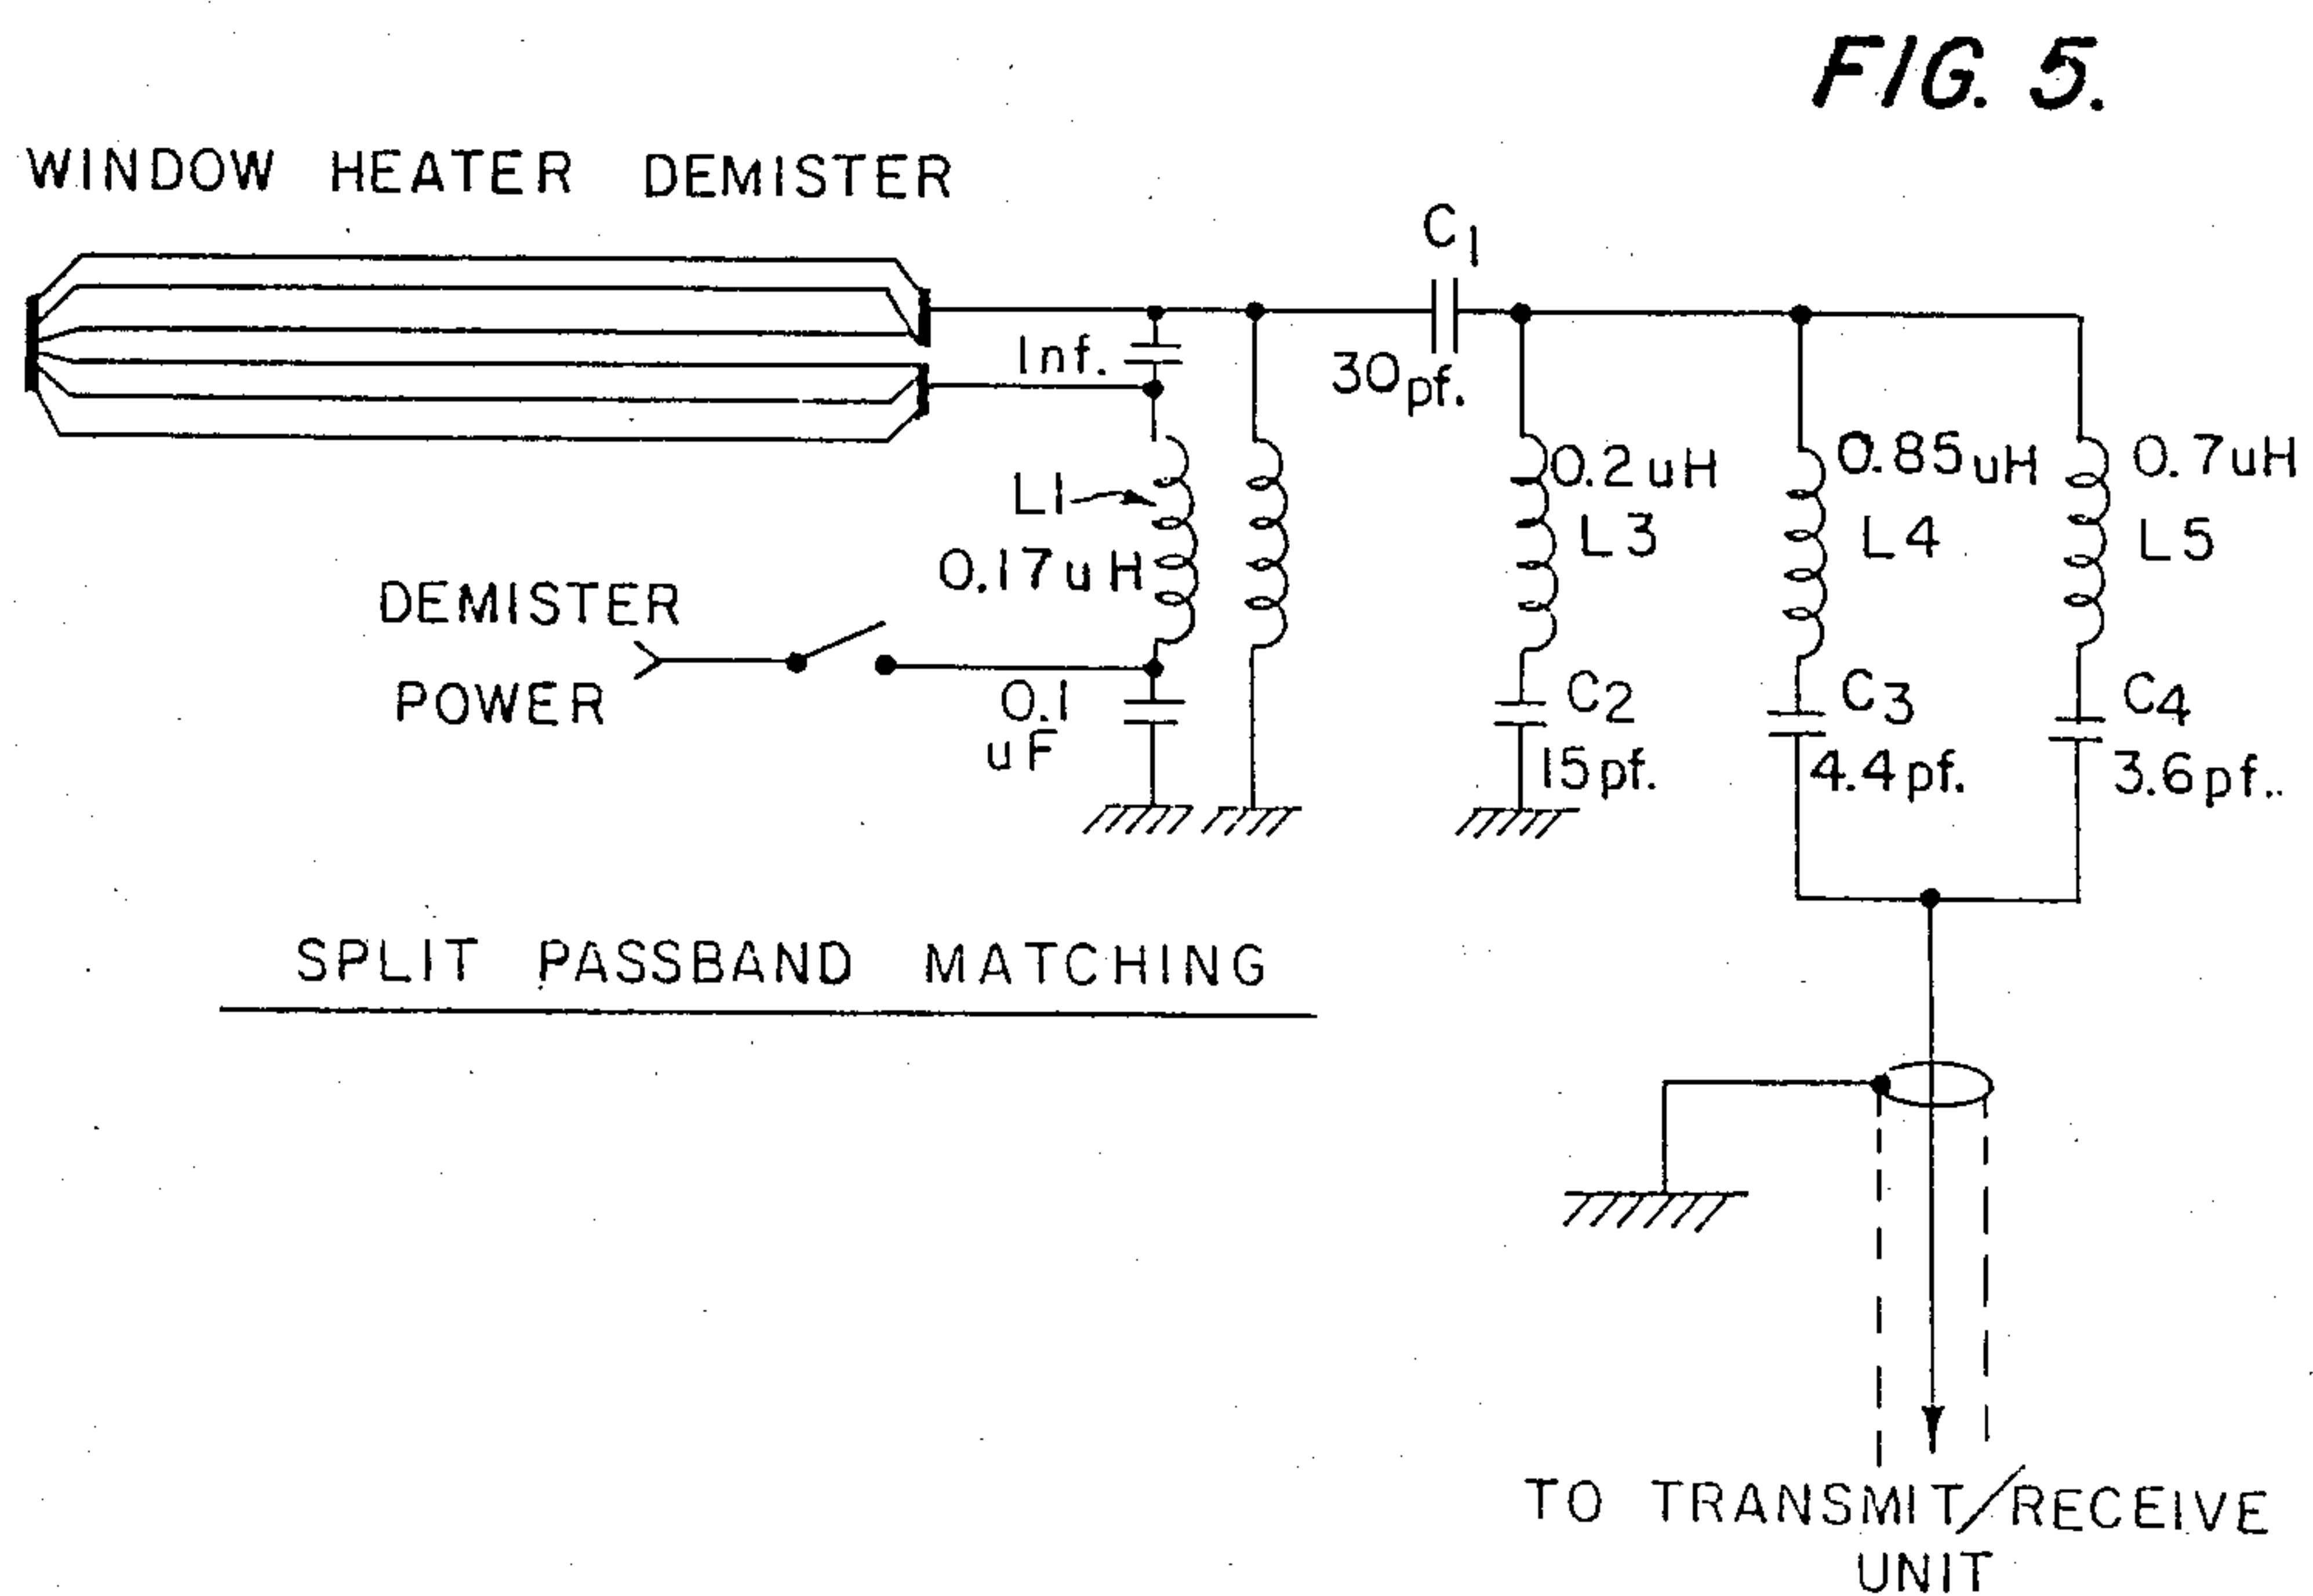 FIG. 5.
WINDOW HEATER DEMISTER
C1
1nf.
30pf.
L1
0.17uH
0.2uH
L3
0.85uH
L4
0.7uH
L5
DEMISTER
POWER
0.1
uF
C2
15pf.
C3
4.4pf.
C4
3.6pf..
SPLIT PASSBAND MATCHING
TO TRANSMIT/RECEIVE
UNIT